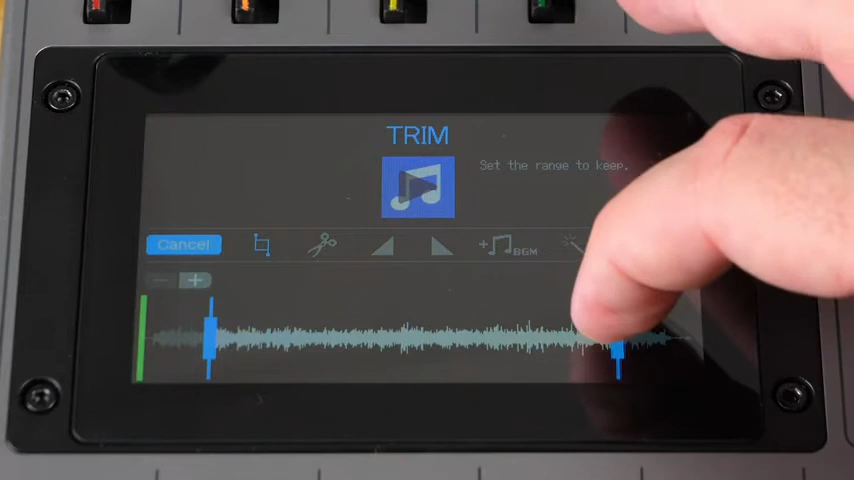 TRIM
Set the range to keep.
Cancel
+ BGM
− +